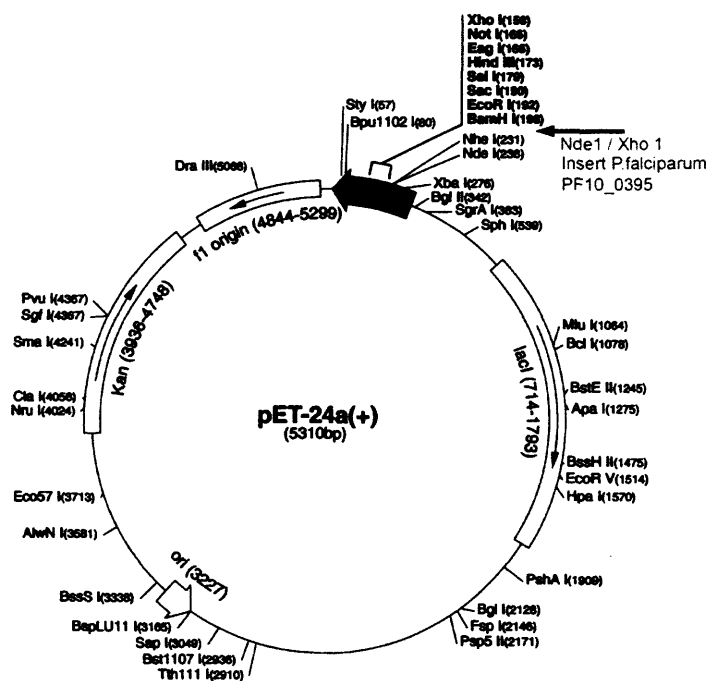 Xho I(158)
Not I(166)
Eag I(166)
Hind III(173)
Sal I(179)
Sac I(190)
EcoR I(192)
BamH I(198)
Nhe I(231)
Nde I(238)
Nde1 / Xho 1
Insert P.falciparum
PF10_0395
Sty I(57)
Bpu1102 I(80)
Dra III(5068)
Xba I(276)
Bgl II(342)
SgrA I(383)
Sph I(539)
f1 origin (4844-5299)
Pvu I(4367)
Sgf I(4367)
Sma I(4241)
Kan (3938-4748)
Cla I(4056)
Nru I(4024)
Mlu I(1064)
Bcl I(1078)
lacI (714-1793)
BstE II(1245)
Apa I(1275)
pET-24a(+)
(5310bp)
BssH II(1475)
EcoR V(1514)
Hpa I(1570)
Eco57 I(3713)
AlwN I(3581)
ori (3227)
PshA I(1909)
BssS I(3338)
BspLU11 I(3165)
Sap I(3049)
Bst1107 I(2936)
Tth111 I(2910)
Bgl I(2128)
Fsp I(2146)
Psp5 II(2171)